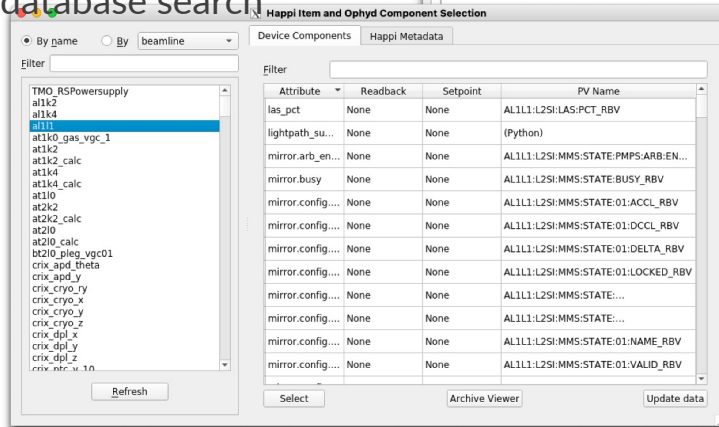 database search
Happi Item and Ophyd Component Selection
By name By beamline
Filter
TMO_RSPowersupply
al1k2
al1k4
al1l1
at1k0_gas_vgc_1
at1k2
at1k2_calc
at1k4
at1k4_calc
at1l0
at2k2
at2k2_calc
at2l0
at2l0_calc
bt2l0_pleg_vgc01
crix_apd_theta
crix_apd_y
crix_cryo_ry
crix_cryo_x
crix_cryo_y
crix_cryo_z
crix_dpl_x
crix_dpl_y
crix_dpl_z
crix_ptc_y_10
Refresh
Device Components Happi Metadata
Filter
Attribute Readback Setpoint PV Name
las_pct None None AL1L1:L2SI:LAS:PCT_RBV
lightpath_su... None None (Python)
mirror.arb_en... None None AL1L1:L2SI:MMS:STATE:PMPS:ARB:EN...
mirror.busy None None AL1L1:L2SI:MMS:STATE:BUSY_RBV
mirror.config.... None None AL1L1:L2SI:MMS:STATE:01:ACCL_RBV
mirror.config.... None None AL1L1:L2SI:MMS:STATE:01:DCCL_RBV
mirror.config.... None None AL1L1:L2SI:MMS:STATE:01:DELTA_RBV
mirror.config.... None None AL1L1:L2SI:MMS:STATE:01:LOCKED_RBV
mirror.config.... None None AL1L1:L2SI:MMS:STATE:...
mirror.config.... None None AL1L1:L2SI:MMS:STATE:...
mirror.config.... None None AL1L1:L2SI:MMS:STATE:01:NAME_RBV
mirror.config.... None None AL1L1:L2SI:MMS:STATE:01:VALID_RBV
Select Archive Viewer Update data